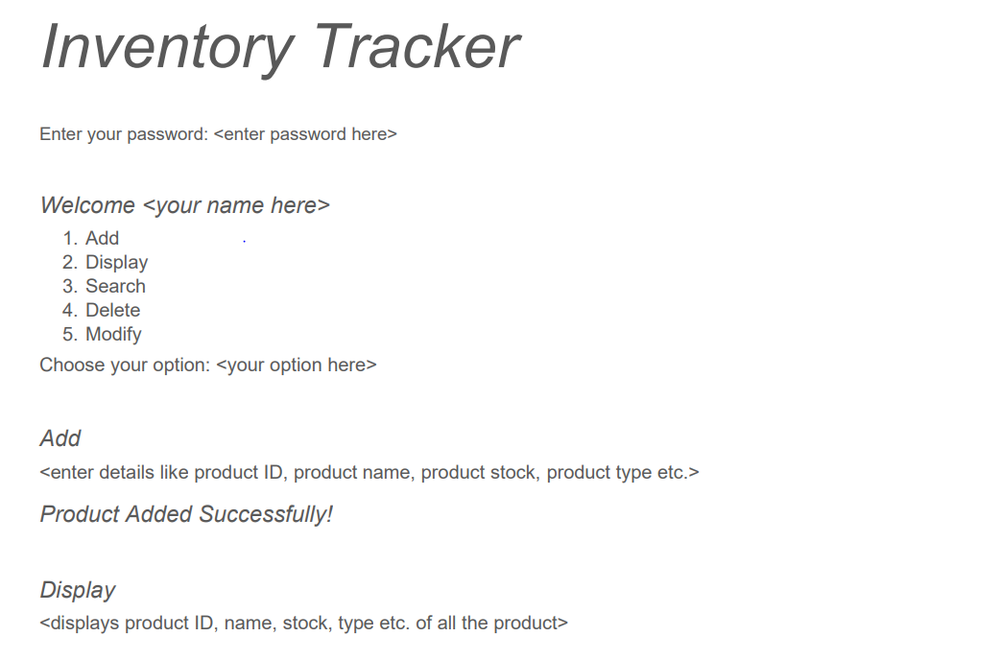 Inventory Tracker
Enter your password: <enter password here>
Welcome <your name here>
1. Add
2. Display
3. Search
4. Delete
5. Modify
Choose your option: <your option here>
Add
<enter details like product ID, product name, product stock, product type etc.>
Product Added Successfully!
Display
<displays product ID, name, stock, type etc. of all the product>